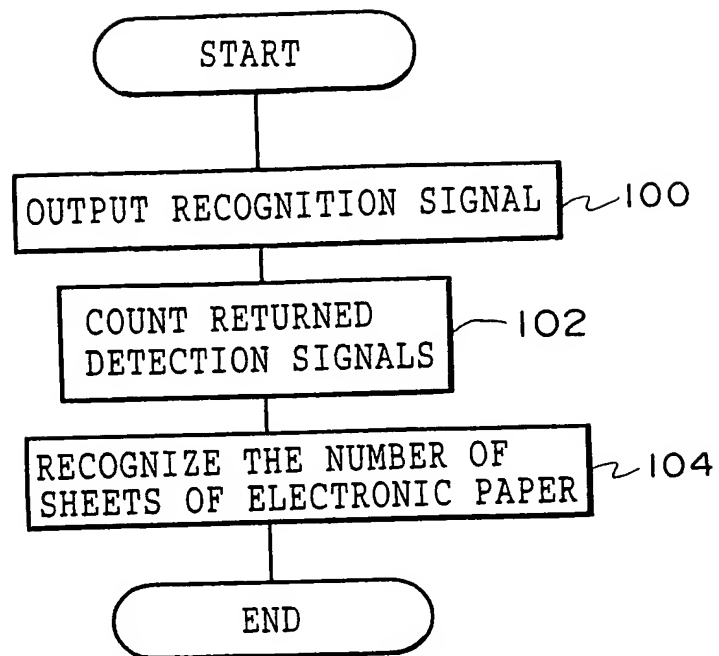 START
OUTPUT RECOGNITION SIGNAL
100
COUNT RETURNED
DETECTION SIGNALS
102
RECOGNIZE THE NUMBER OF
SHEETS OF ELECTRONIC PAPER
104
END